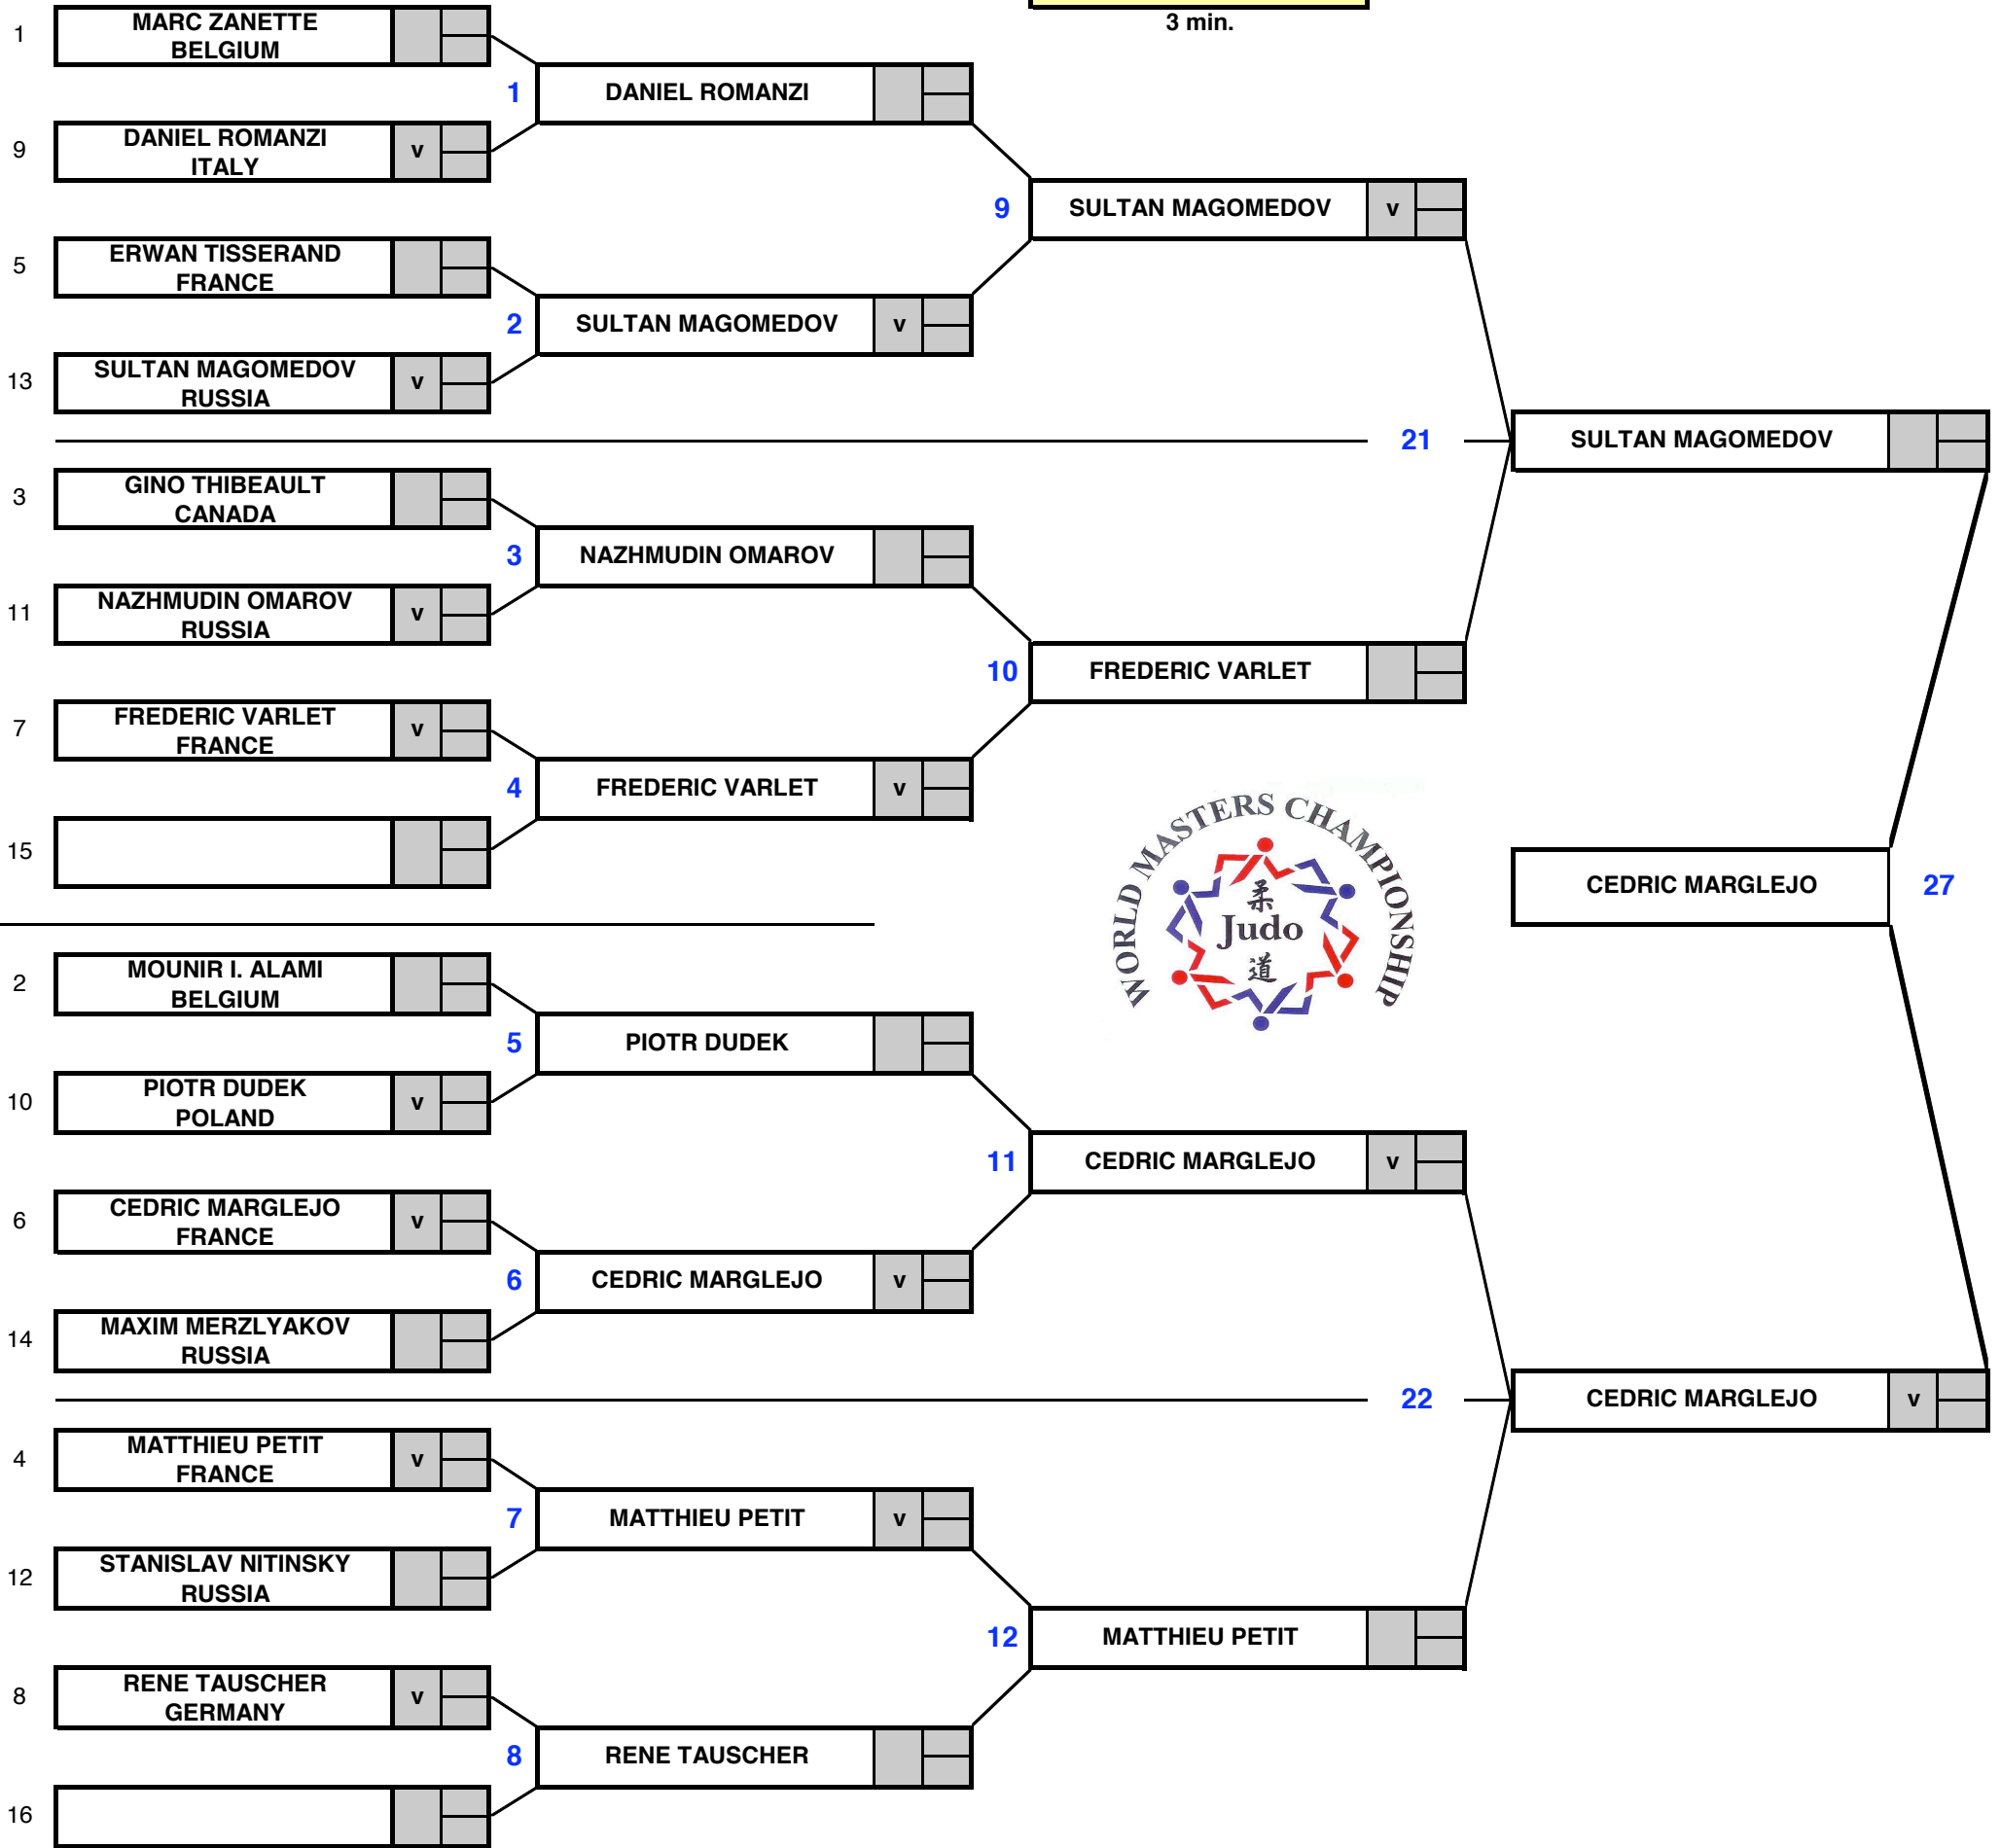 3 min.
1
MARC ZANETTE
BELGIUM
1
DANIEL ROMANZI
9
DANIEL ROMANZI
ITALY
v
9
SULTAN MAGOMEDOV
v
5
ERWAN TISSERAND
FRANCE
2
SULTAN MAGOMEDOV
v
13
SULTAN MAGOMEDOV
RUSSIA
v
21
SULTAN MAGOMEDOV
3
GINO THIBEAULT
CANADA
3
NAZHMUDIN OMAROV
11
NAZHMUDIN OMAROV
RUSSIA
v
10
FREDERIC VARLET
7
FREDERIC VARLET
FRANCE
v
4
FREDERIC VARLET
v
15
WORLD MASTERS CHAMPIONSHIP
柔
Judo
道
CEDRIC MARGLEJO
27
2
MOUNIR I. ALAMI
BELGIUM
5
PIOTR DUDEK
10
PIOTR DUDEK
POLAND
v
11
CEDRIC MARGLEJO
v
6
CEDRIC MARGLEJO
FRANCE
v
6
CEDRIC MARGLEJO
v
14
MAXIM MERZLYAKOV
RUSSIA
22
CEDRIC MARGLEJO
v
4
MATTHIEU PETIT
FRANCE
v
7
MATTHIEU PETIT
v
12
STANISLAV NITINSKY
RUSSIA
12
MATTHIEU PETIT
8
RENE TAUSCHER
GERMANY
v
8
RENE TAUSCHER
16